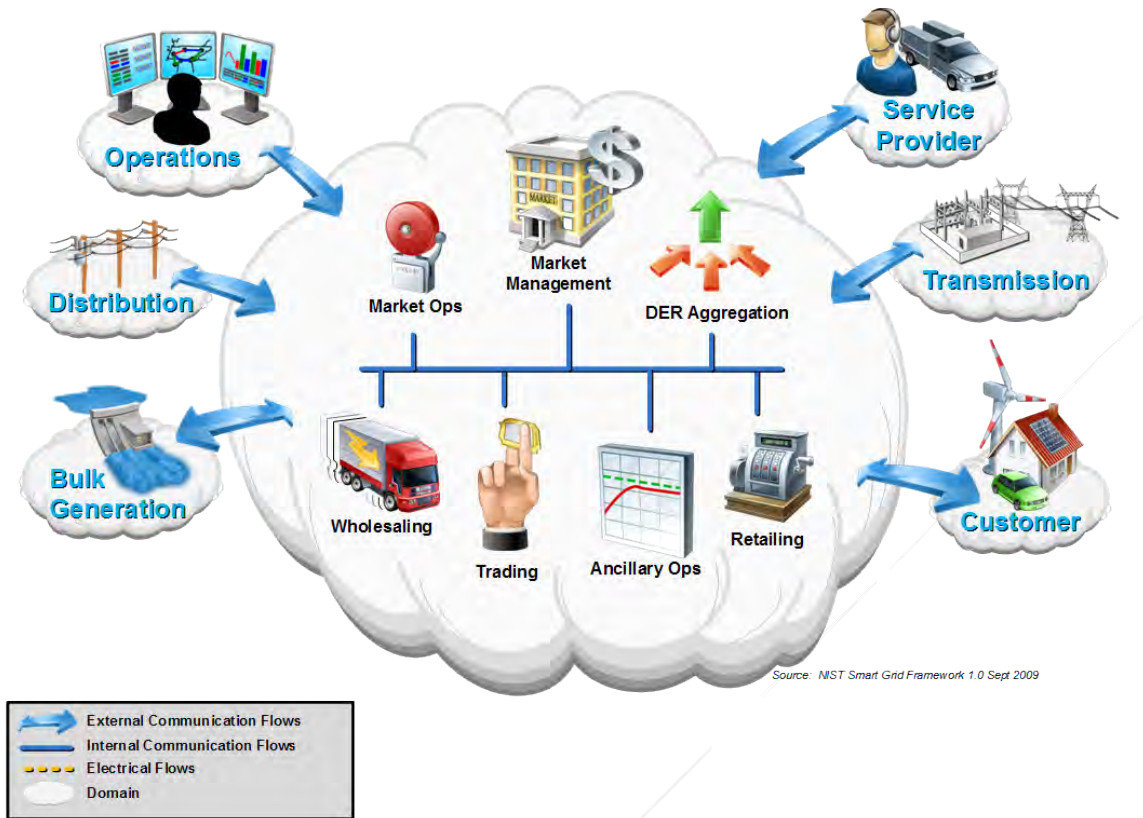 Operations
Service
Provider
MARKET
Market
Management
Market Ops
DER Aggregation
Distribution
Transmission
Bulk
Generation
Wholesaling
Trading
Ancillary Ops
Retailing
Customer
Source: NIST Smart Grid Framework 1.0 Sept 2009
External Communication Flows
Internal Communication Flows
Electrical Flows
Domain